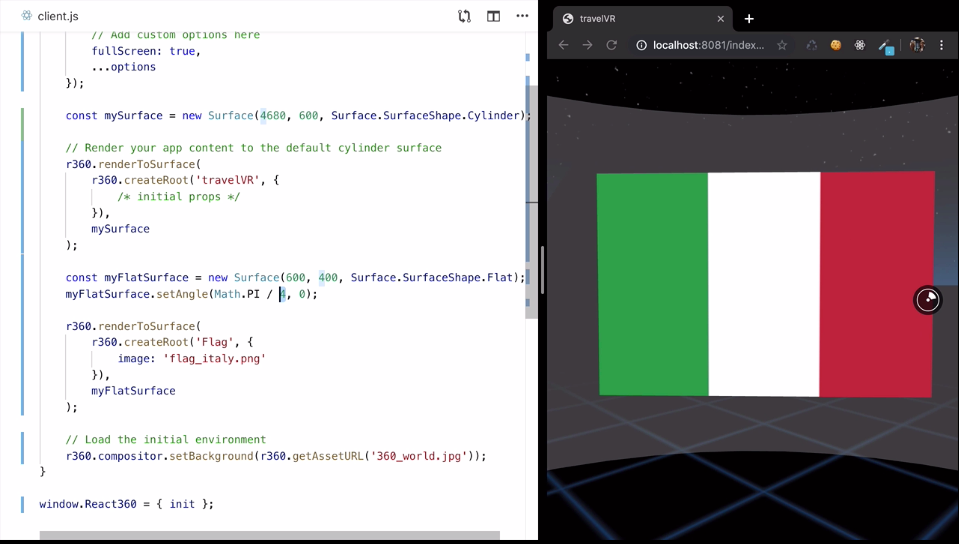 client.js
// Add custom options here
fullScreen: true,
...options
});
const mySurface = new Surface(4680, 600, Surface.SurfaceShape.Cylinder);
// Render your app content to the default cylinder surface
r360.renderToSurface(
r360.createRoot('travelVR', {
/* initial props */
}),
mySurface
);
const myFlatSurface = new Surface(600, 400, Surface.SurfaceShape.Flat);
myFlatSurface.setAngle(Math.PI / 4, 0);
r360.renderToSurface(
r360.createRoot('Flag', {
image: 'flag_italy.png'
}),
myFlatSurface
);
// Load the initial environment
r360.compositor.setBackground(r360.getAssetURL('360_world.jpg'));
}
window.React360 = { init };
travelVR
localhost:8081/index...